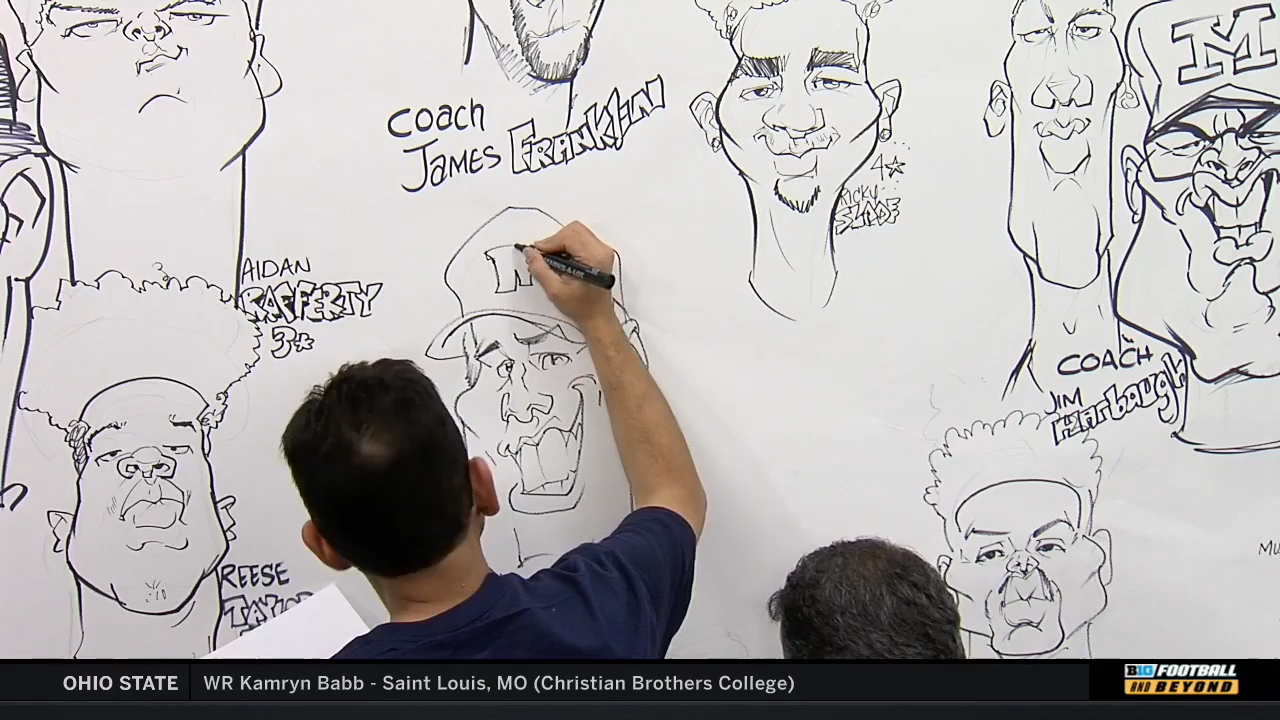 M
Coach
JAMES FRANKLIN
4☆
RICKY
SLADE
AIDAN
RAFFERTY
3*
M
COACH
JIM
HARBAUGH
REESE
TAYLOR
OHIO STATE
WR Kamryn Babb - Saint Louis, MO (Christian Brothers College)
B1G FOOTBALL
AND BEYOND